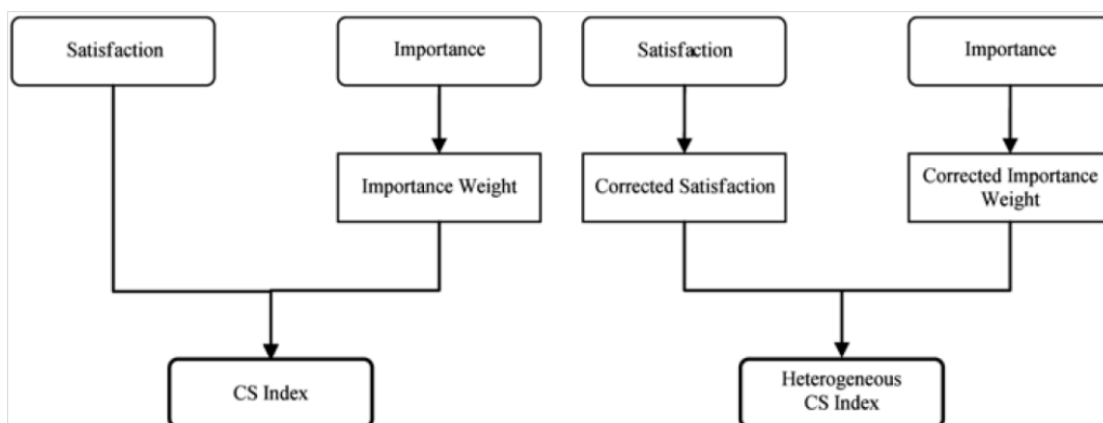 Satisfaction
Importance
Satisfaction
Importance
Importance Weight
Corrected Satisfaction
Corrected Importance
Weight
CS Index
Heterogeneous
CS Index